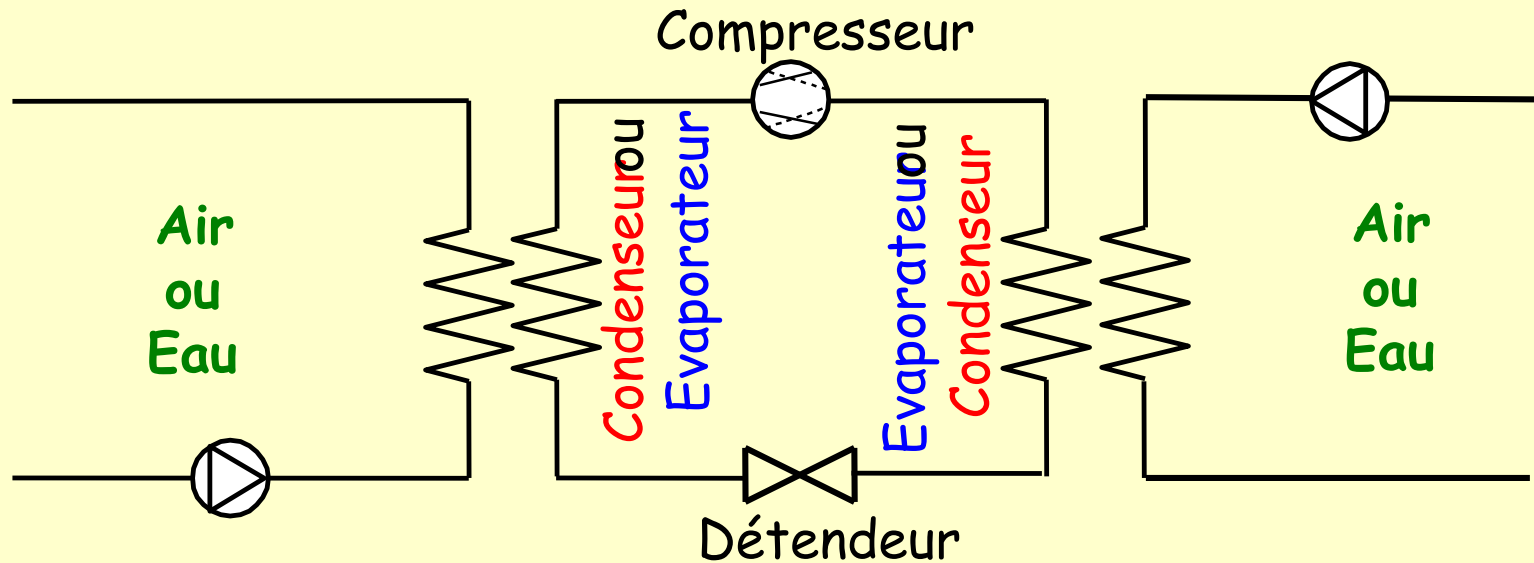 Compresseur
Air
ou
Eau
Condenseur ou
Evaporateur
Evaporateur ou
Condenseur
Air
ou
Eau
Détendeur